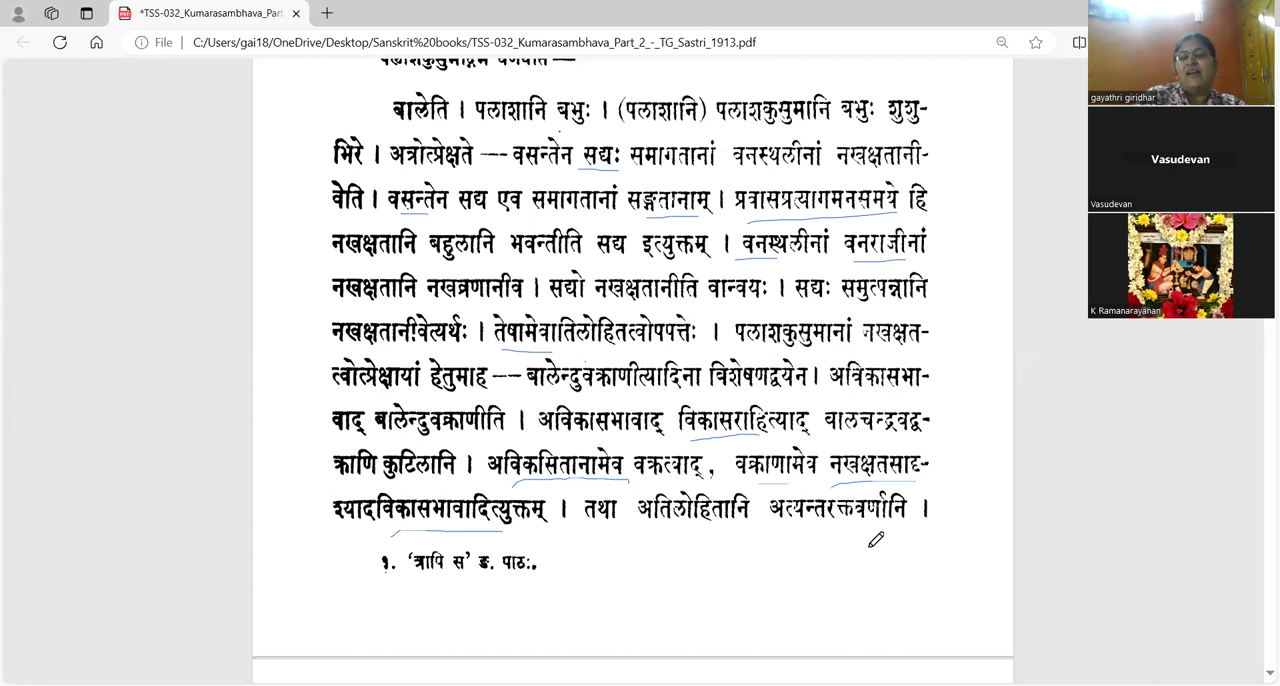 *TSS-032_Kumarasambhava_Part_
File
C:/Users/gai18/OneDrive/Desktop/Sanskrit%20books/TSS-032_Kumarasambhava_Part_2_-_TG_Sastri_1913.pdf
बालेति । पलाशानि बभुः । (पलाशानि) पलाशकुसुमानि बभुः शुशु-
भिरे । अत्रोत्प्रेक्षते — वसन्तेन सद्यः समागतानां वनस्थलीनां नखक्षतानी-
वेति । वसन्तेन सद्य एव समागतानां सङ्गतानाम् । प्रवासप्रत्यागमनसमये हि
नखक्षतानि बहुलानि भवन्तीति सद्य इत्युक्तम् । वनस्थलीनां वनराजीनां
नखक्षतानि नखव्रणानीव । सद्यो नखक्षतानीति वान्वयः । सद्यः समुत्पन्नानि
नखक्षतानीवेत्यर्थः । तेषामेवातिलोहितत्वोपपत्तेः । पलाशकुसुमानां नखक्षत-
त्वोत्प्रेक्षायां हेतुमाह — बालेन्दुवक्राणीत्यादिना विशेषणद्वयेन । अविकासभा-
वाद् बालेन्दुवक्राणीति । अविकासभावाद् विकासराहित्याद् बालचन्द्रवद्व-
क्राणि कुटिलानि । अविकसितानामेव वक्रत्वाद्, वक्राणामेव नखक्षतसादृ-
श्यादविकासभावादित्युक्तम् । तथा अतिलोहितानि अत्यन्तरक्तवर्णानि ।
१. 'त्रापि स' ङ. पाठः.
gayathri giridhar
Vasudevan
Vasudevan
K Ramanarayanan